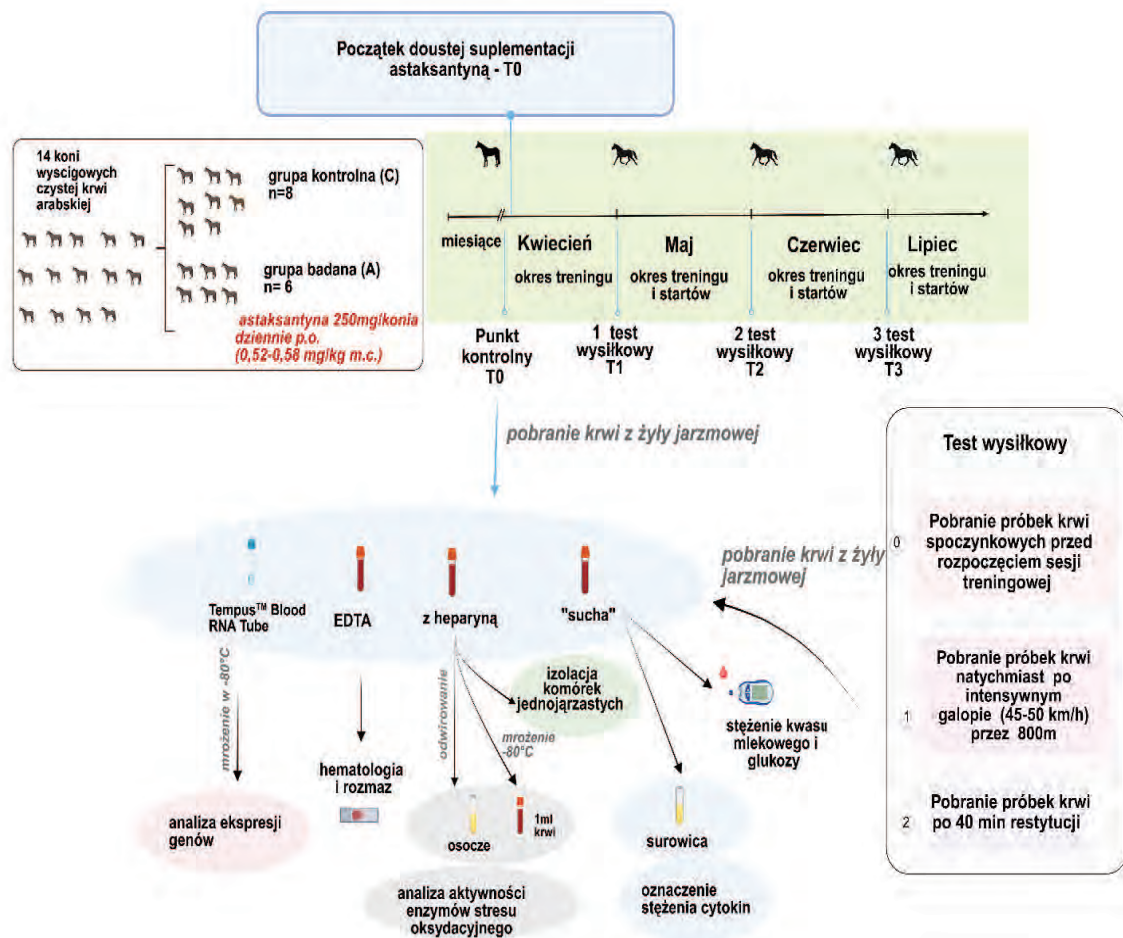 Początek doustej suplementacji
astaksantyną - T0
14 koni
wyscigowych
czystej krwi
arabskiej
grupa kontrolna (C)
n=8
grupa badana (A)
n= 6
astaksantyna 250mg/konia
dziennie p.o.
(0,52-0,58 mg/kg m.c.)
miesiące
Kwiecień
okres treningu
Maj
okres treningu
i startów
Czerwiec
okres treningu
i startów
Lipiec
okres treningu
i startów
Punkt
kontrolny
T0
1 test
wysiłkowy
T1
2 test
wysiłkowy
T2
3 test
wysiłkowy
T3
pobranie krwi z żyły jarzmowej
Tempus™ Blood
RNA Tube
EDTA
z heparyną
"sucha"
pobranie krwi z żyły
jarzmowej
mrożenie w -80°C
odwirowanie
mrożenie
-80°C
izolacja
komórek
jednojąrzastych
stężenie kwasu
mlekowego i
glukozy
hematologia
i rozmaz
analiza ekspresji
genów
osocze
1ml
krwi
surowica
analiza aktywności
enzymów stresu
oksydacyjnego
oznaczenie
stężenia cytokin
Test wysiłkowy
0
Pobranie próbek krwi
spoczynkowych przed
rozpoczęciem sesji
treningowej
1
Pobranie próbek krwi
natychmiast po
intensywnym
galopie (45-50 km/h)
przez 800m
2
Pobranie próbek krwi
po 40 min restytucji